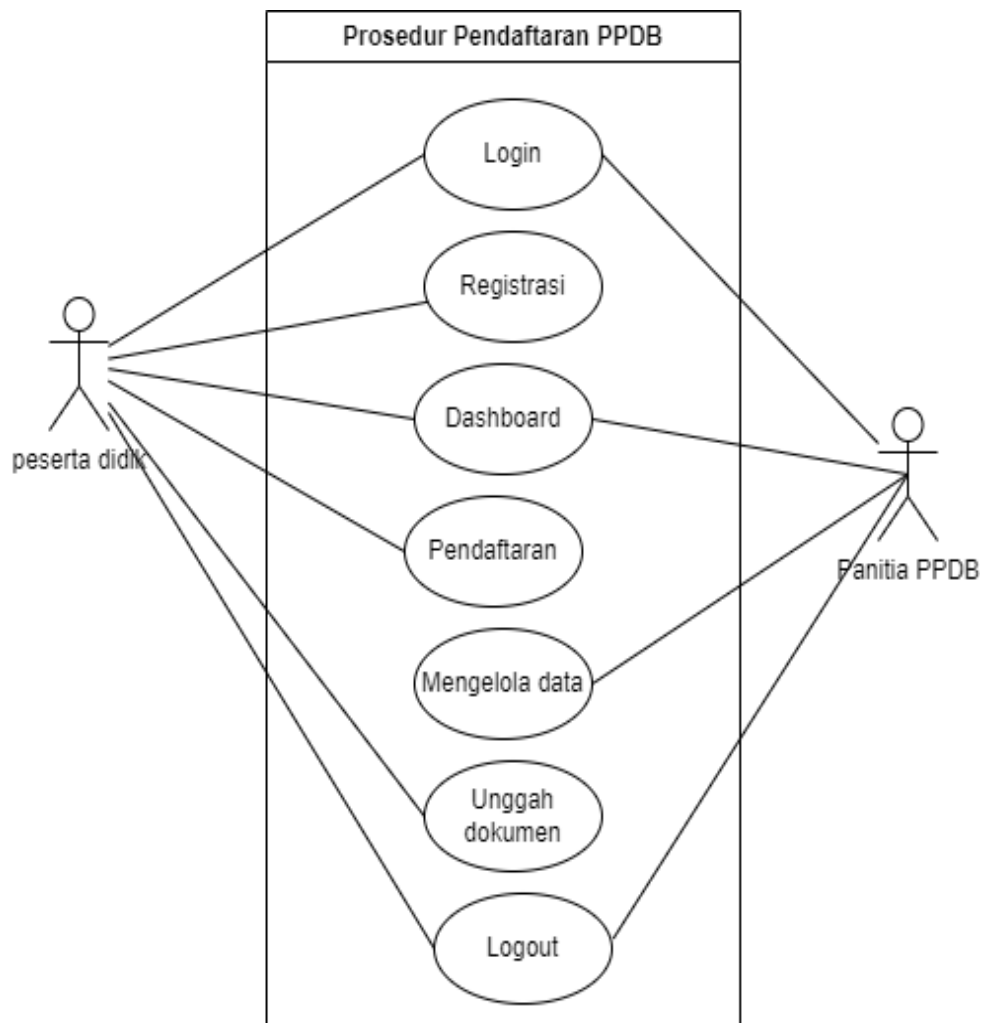 Prosedur Pendaftaran PPDB
Login
Registrasi
Dashboard
peserta didik
Pendaftaran
Panitia PPDB
Mengelola data
Unggah
dokumen
Logout